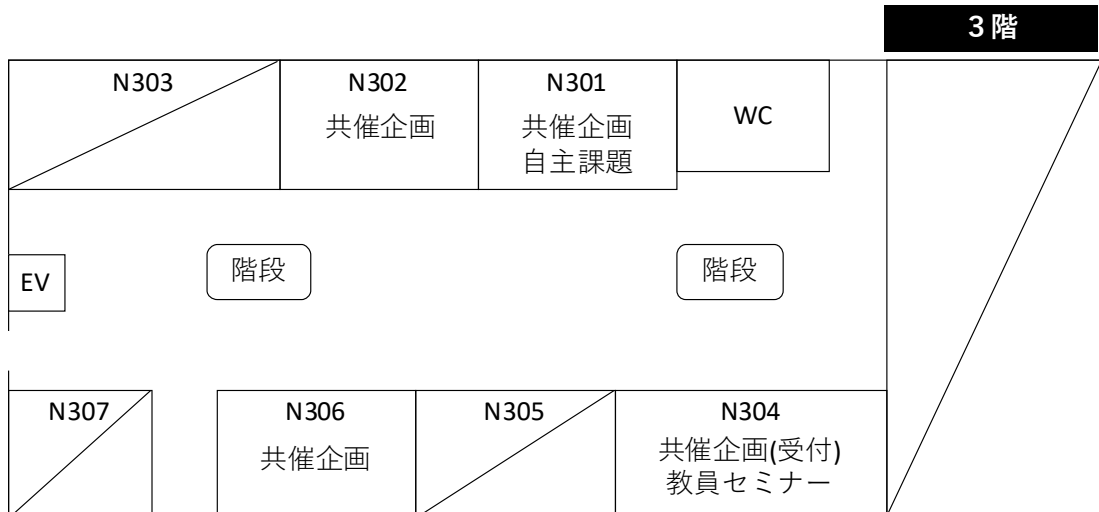 ３階
N303
N302
共催企画
N301
共催企画
自主課題
WC
EV
階段
階段
N307
N306
共催企画
N305
N304
共催企画(受付)
教員セミナー